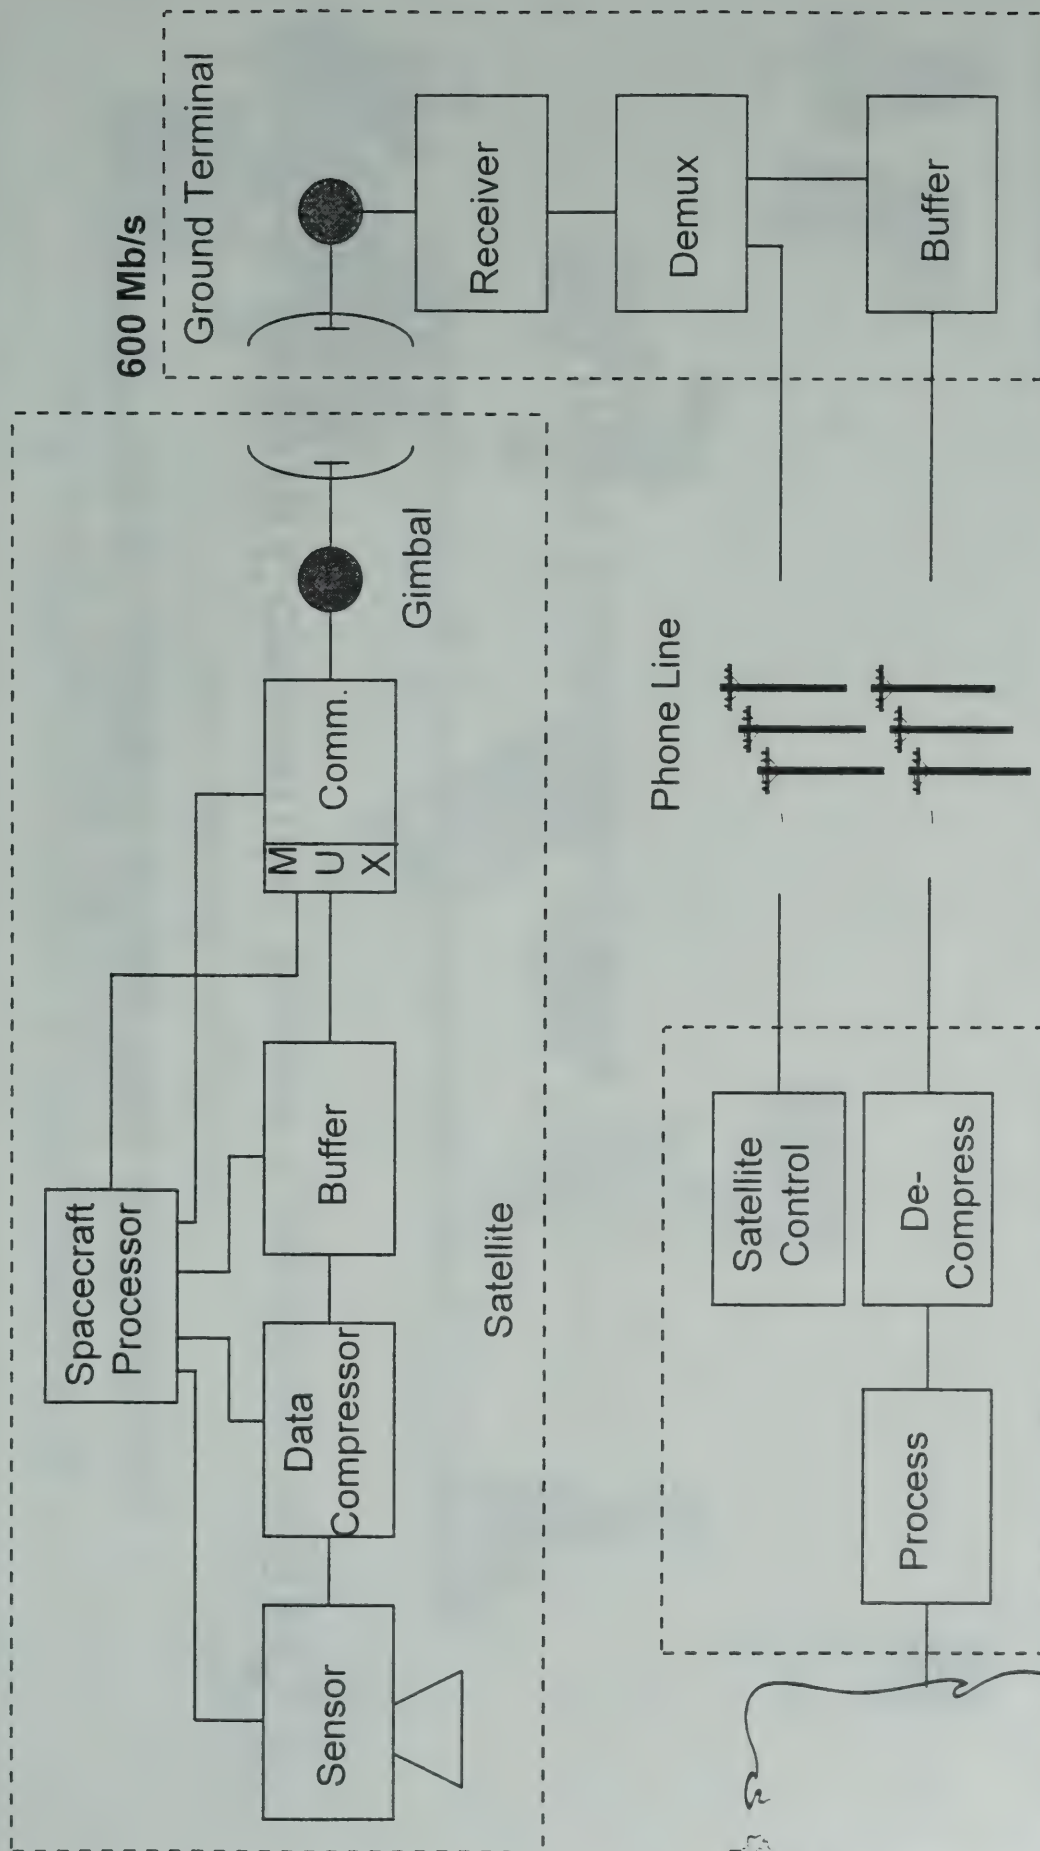 600 Mb/s
Ground Terminal
Receiver
Demux
Buffer
Spacecraft
Processor
Sensor
Data
Compressor
Buffer
M
U
X
Comm.
Gimbal
Satellite
Phone Line
Satellite
Control
Process
De-
Compress